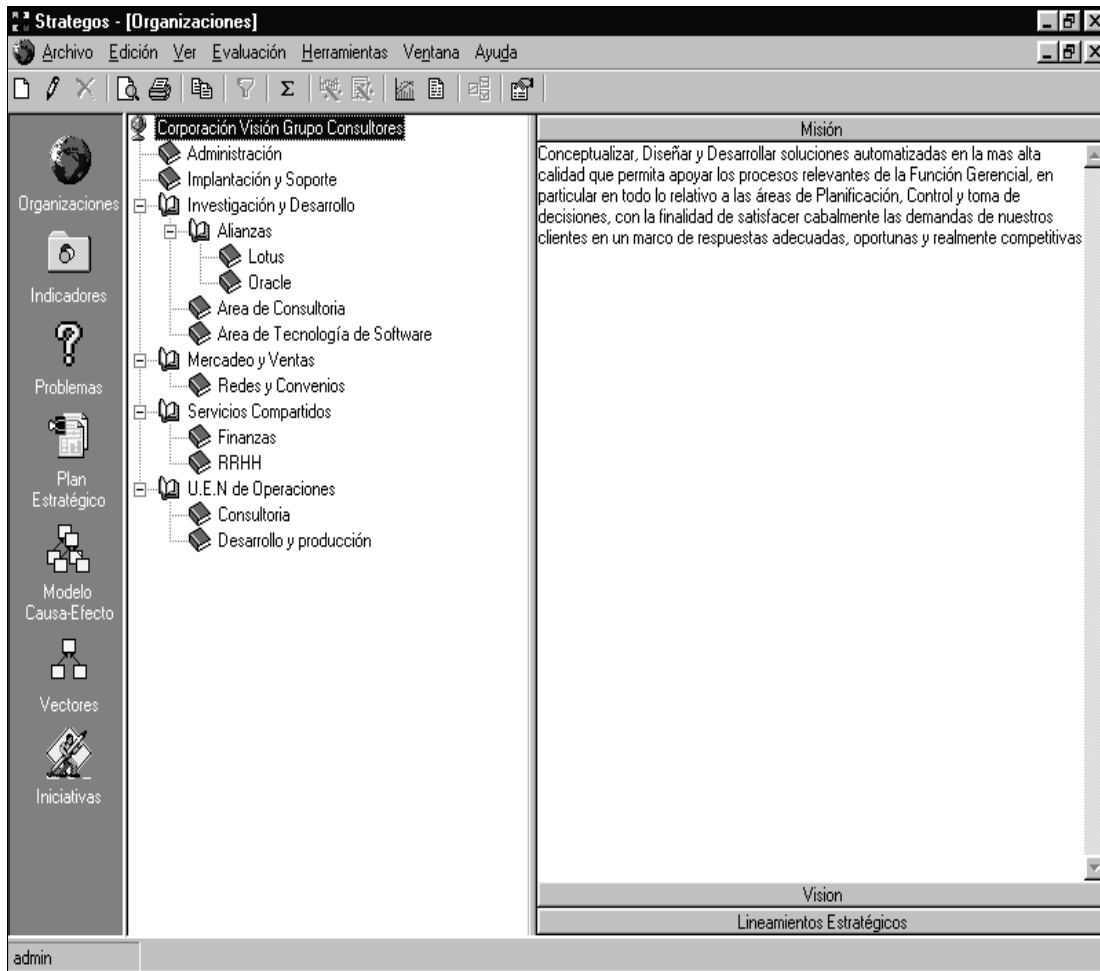 Strategos - [Organizaciones]
Archivo Edición Ver Evaluación Herramientas Ventana Ayuda
Organizaciones
Indicadores
Problemas
Plan
Estratégico
Modelo
Causa-Efecto
Vectores
Iniciativas
Corporación Visión Grupo Consultores
Administración
Implantación y Soporte
Investigación y Desarrollo
Alianzas
Lotus
Oracle
Area de Consultoria
Area de Tecnología de Software
Mercadeo y Ventas
Redes y Convenios
Servicios Compartidos
Finanzas
RRHH
U.E.N de Operaciones
Consultoria
Desarrollo y producción
Misión
Conceptualizar, Diseñar y Desarrollar soluciones automatizadas en la mas alta
calidad que permita apoyar los procesos relevantes de la Función Gerencial, en
particular en todo lo relativo a las áreas de Planificación, Control y toma de
decisiones, con la finalidad de satisfacer cabalmente las demandas de nuestros
clientes en un marco de respuestas adecuadas, oportunas y realmente competitivas
Vision
Lineamientos Estratégicos
admin